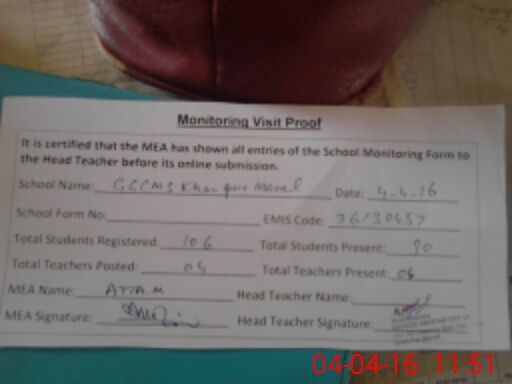 Monitoring Visit Proof
It is certified that the MEA has shown all entries of the School Monitoring Form to
the Head Teacher before its online submission.
School Name: Date: 4.4.16
School Form No: EMIS Code: 36130457
Total Students Registered: 106 Total Students Present: 90
Total Teachers Posted: 04 Total Teachers Present: 04
MEA Name: ATTA.M Head Teacher Name:
MEA Signature: Head Teacher Signature:
04-04-16 11:51